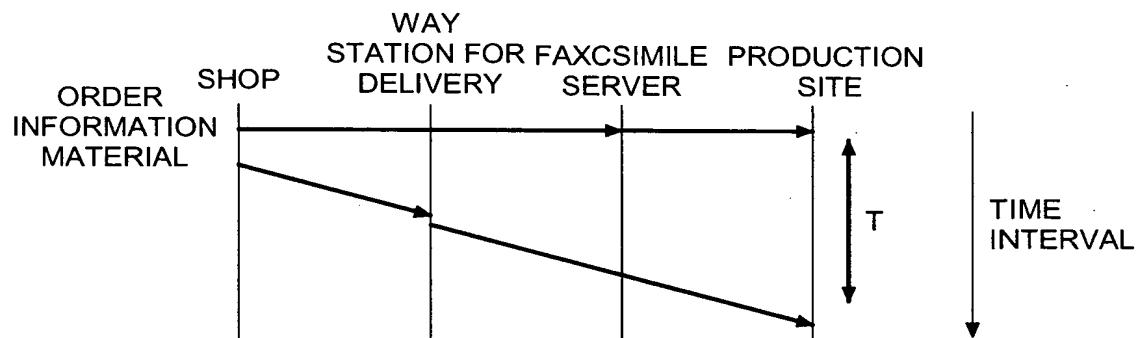 WAY
STATION FOR
DELIVERY
FAXCSIMILE
SERVER
PRODUCTION
SITE
SHOP
ORDER
INFORMATION
MATERIAL
T
TIME
INTERVAL